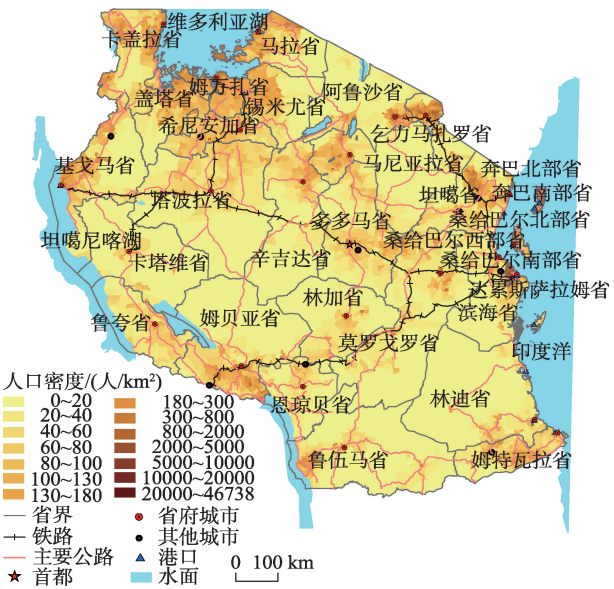 维多利亚湖
卡盖拉省
马拉省
姆万扎省
盖塔省
锡米尤省
阿鲁沙省
希尼安加省
乞力马扎罗省
基戈马省
马尼亚拉省
奔巴北部省
塔波拉省
坦噶省
奔巴南部省
多多马省
桑给巴尔北部省
坦噶尼喀湖
桑给巴尔西部省
卡塔维省
辛吉达省
桑给巴尔南部省
林加省
达累斯萨拉姆省
鲁夸省
姆贝亚省
滨海省
莫罗戈罗省
印度洋
人口密度/(人/km²)
0~20
20~40
40~60
60~80
80~100
100~130
130~180
180~300
300~800
800~2000
2000~5000
5000~10000
10000~20000
20000~46738
恩琼贝省
林迪省
鲁伍马省
姆特瓦拉省
省界
省府城市
铁路
其他城市
主要公路
港口
首都
水面
0 100 km